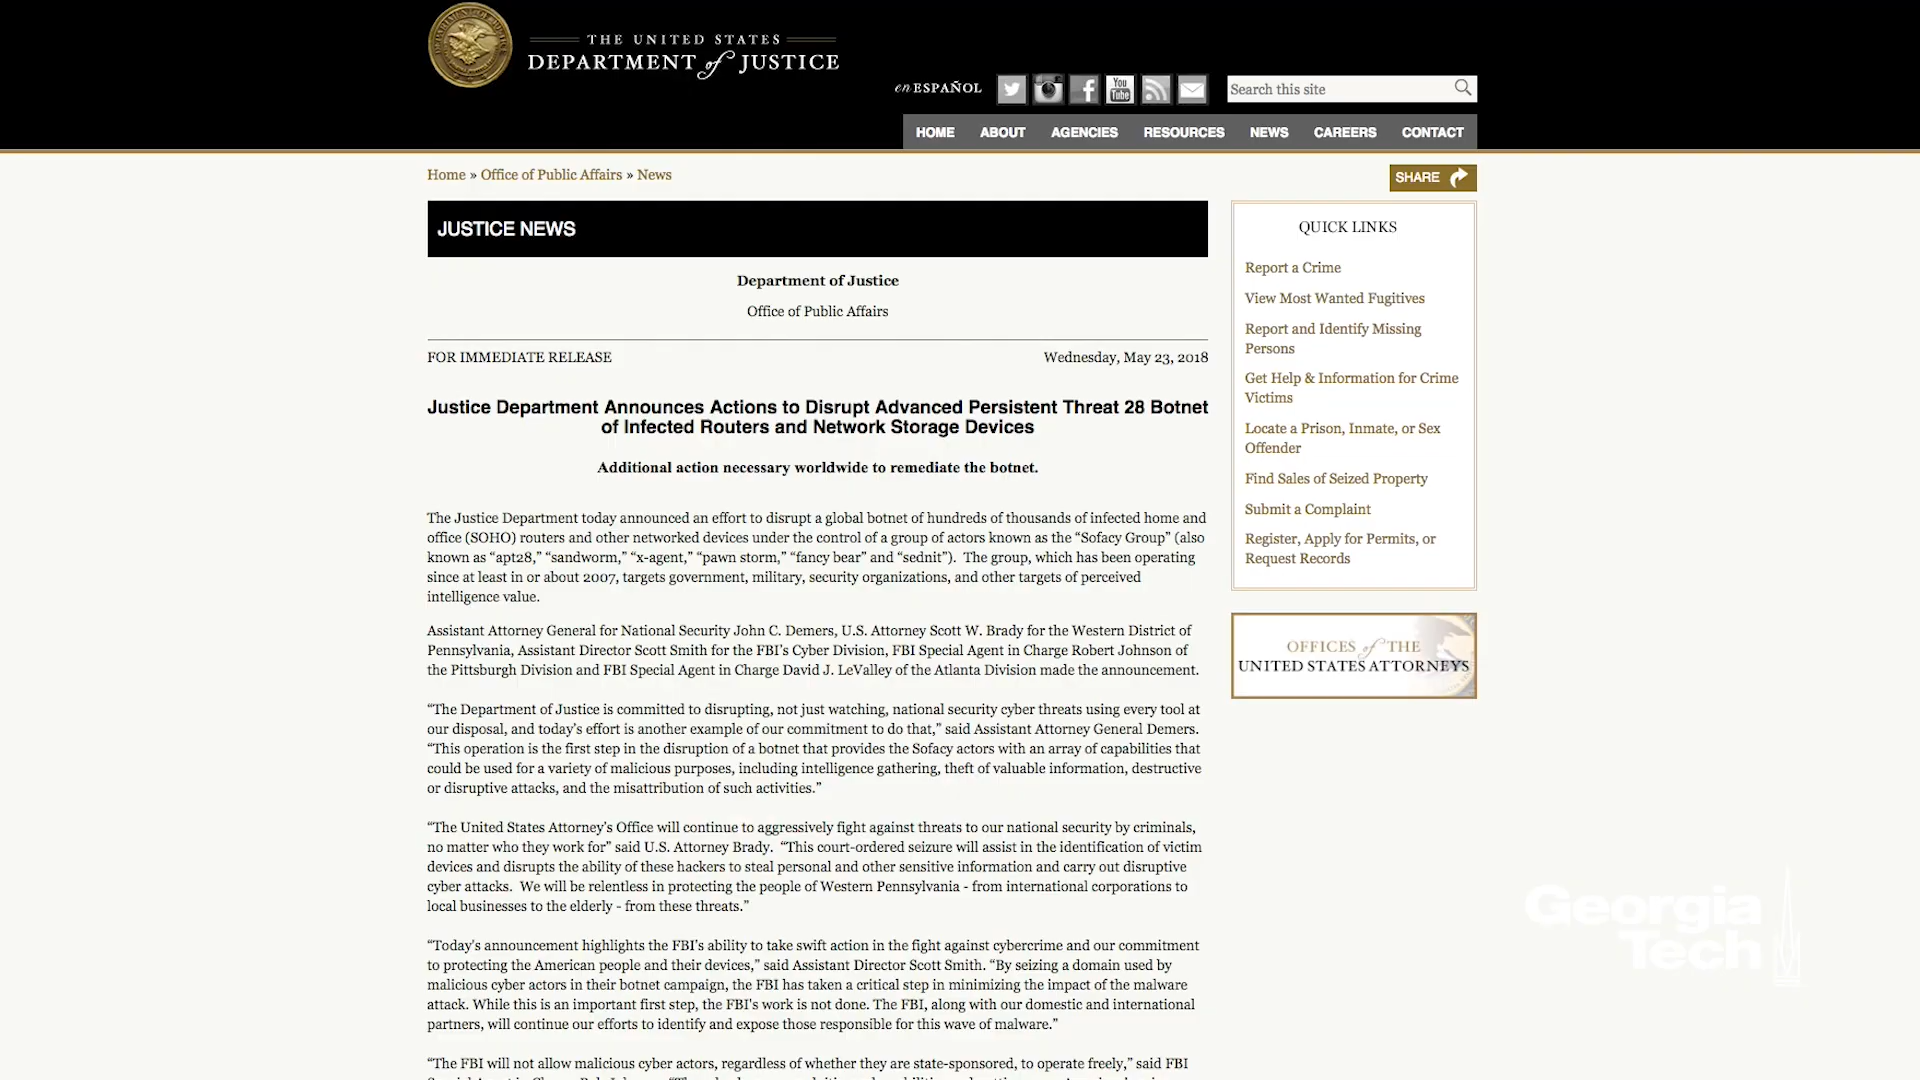 THE UNITED STATES
DEPARTMENT of JUSTICE
en ESPAÑOL
You
Tube
Search this site
HOME ABOUT AGENCIES RESOURCES NEWS CAREERS CONTACT
Home » Office of Public Affairs » News
SHARE
JUSTICE NEWS
Department of Justice
Office of Public Affairs
FOR IMMEDIATE RELEASE Wednesday, May 23, 2018
Justice Department Announces Actions to Disrupt Advanced Persistent Threat 28 Botnet
of Infected Routers and Network Storage Devices
Additional action necessary worldwide to remediate the botnet.
The Justice Department today announced an effort to disrupt a global botnet of hundreds of thousands of infected home and
office (SOHO) routers and other networked devices under the control of a group of actors known as the “Sofacy Group” (also
known as “apt28,” “sandworm,” “x-agent,” “pawn storm,” “fancy bear” and “sednit”).  The group, which has been operating
since at least in or about 2007, targets government, military, security organizations, and other targets of perceived
intelligence value.
Assistant Attorney General for National Security John C. Demers, U.S. Attorney Scott W. Brady for the Western District of
Pennsylvania, Assistant Director Scott Smith for the FBI’s Cyber Division, FBI Special Agent in Charge Robert Johnson of
the Pittsburgh Division and FBI Special Agent in Charge David J. LeValley of the Atlanta Division made the announcement.
“The Department of Justice is committed to disrupting, not just watching, national security cyber threats using every tool at
our disposal, and today’s effort is another example of our commitment to do that,” said Assistant Attorney General Demers.
“This operation is the first step in the disruption of a botnet that provides the Sofacy actors with an array of capabilities that
could be used for a variety of malicious purposes, including intelligence gathering, theft of valuable information, destructive
or disruptive attacks, and the misattribution of such activities.”
“The United States Attorney’s Office will continue to aggressively fight against threats to our national security by criminals,
no matter who they work for” said U.S. Attorney Brady.  “This court-ordered seizure will assist in the identification of victim
devices and disrupts the ability of these hackers to steal personal and other sensitive information and carry out disruptive
cyber attacks.  We will be relentless in protecting the people of Western Pennsylvania - from international corporations to
local businesses to the elderly - from these threats.”
“Today’s announcement highlights the FBI’s ability to take swift action in the fight against cybercrime and our commitment
to protecting the American people and their devices,” said Assistant Director Scott Smith. “By seizing a domain used by
malicious cyber actors in their botnet campaign, the FBI has taken a critical step in minimizing the impact of the malware
attack. While this is an important first step, the FBI’s work is not done. The FBI, along with our domestic and international
partners, will continue our efforts to identify and expose those responsible for this wave of malware.”
“The FBI will not allow malicious cyber actors, regardless of whether they are state-sponsored, to operate freely,” said FBI
QUICK LINKS
Report a Crime
View Most Wanted Fugitives
Report and Identify Missing
Persons
Get Help & Information for Crime
Victims
Locate a Prison, Inmate, or Sex
Offender
Find Sales of Seized Property
Submit a Complaint
Register, Apply for Permits, or
Request Records
OFFICES of THE
UNITED STATES ATTORNEYS
Georgia
Tech